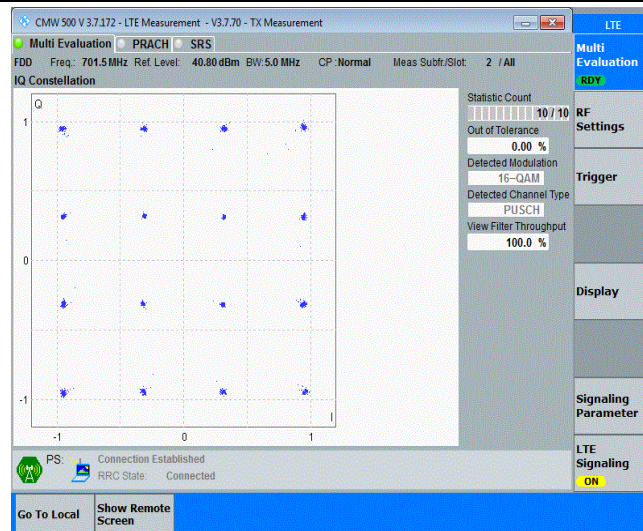 CMW 500 V 3.7.172 - LTE Measurement - V3.7.70 - TX Measurement
LTE
Multi Evaluation PRACH SRS
FDD Freq.: 701.5 MHz Ref. Level: 40.80 dBm BW: 5.0 MHz CP : Normal Meas Subfr./Slot: 2 / All
IQ Constellation
Q
1
0
-1
-1 0 1
I
Statistic Count
10 / 10
Out of Tolerance
0.00 %
Detected Modulation
16-QAM
Detected Channel Type
PUSCH
View Filter Throughput
100.0 %
PS: Connection Established
RRC State: Connected
Multi
Evaluation
RDY
RF
Settings
Trigger
Display
Signaling
Parameter
LTE
Signaling
ON
Go To Local
Show Remote
Screen